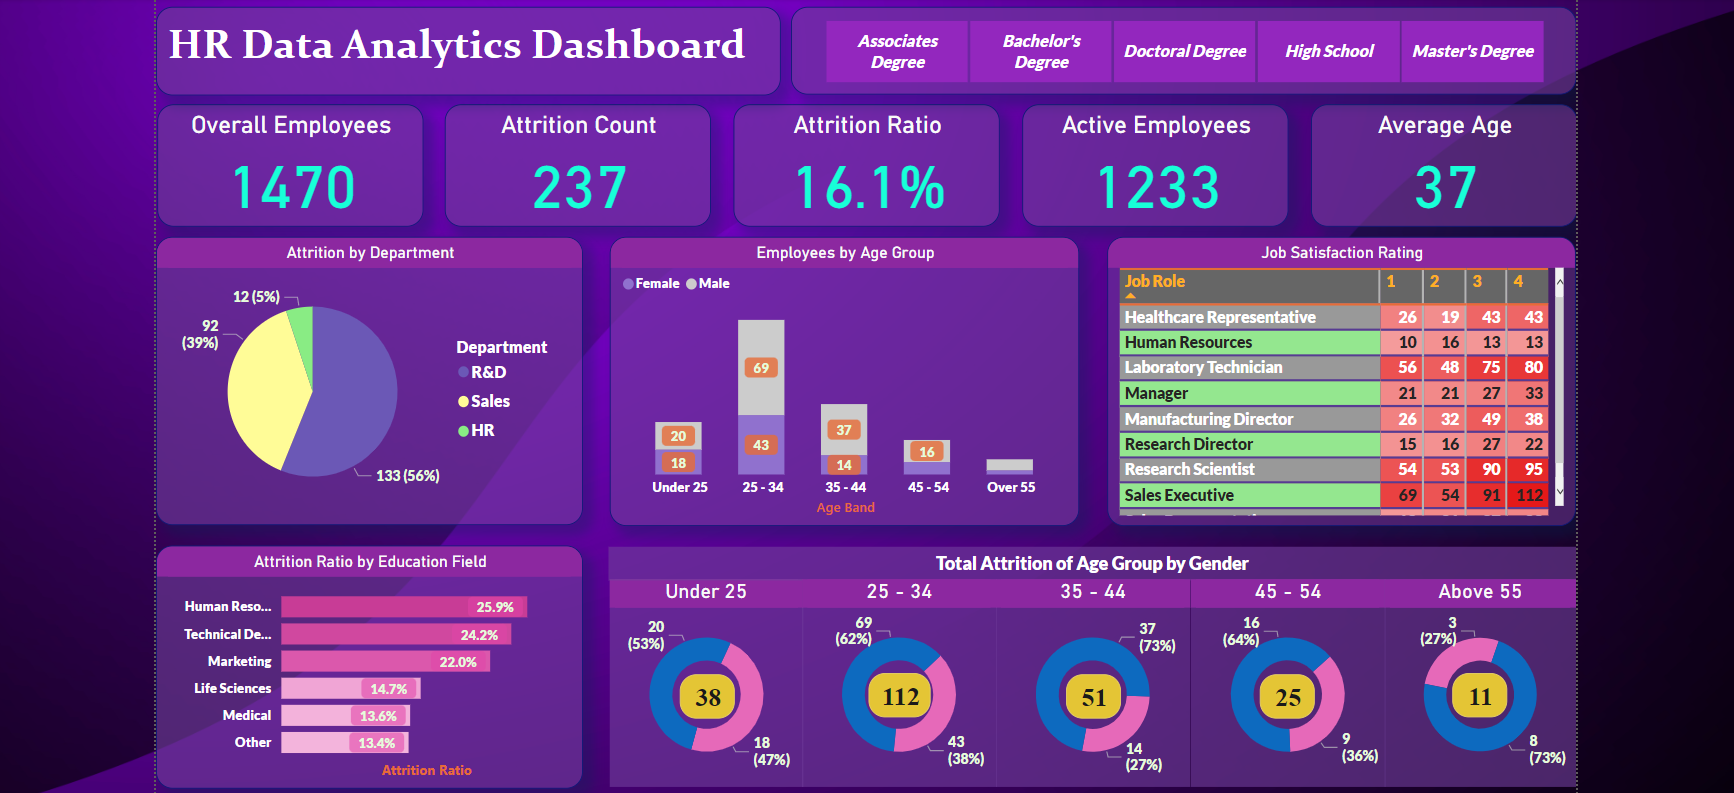 HR Data Analytics Dashboard
Associates
Degree
Bachelor's
Degree
Doctoral Degree
High School
Master's Degree
Overall Employees
1470
Attrition Count
237
Attrition Ratio
16.1%
Active Employees
1233
Average Age
37
Attrition by Department
12 (5%)
92
(39%)
133 (56%)
Department
R&D
Sales
HR
Employees by Age Group
Female Male
69
43
20
18
37
14
16
Under 25 25 - 34 35 - 44 45 - 54 Over 55
Age Band
Job Satisfaction Rating
Job Role 1 2 3 4
Healthcare Representative 26 19 43 43
Human Resources 10 16 13 13
Laboratory Technician 56 48 75 80
Manager 21 21 27 33
Manufacturing Director 26 32 49 38
Research Director 15 16 27 22
Research Scientist 54 53 90 95
Sales Executive 69 54 91 112
Attrition Ratio by Education Field
Human Reso... 25.9%
Technical De... 24.2%
Marketing 22.0%
Life Sciences 14.7%
Medical 13.6%
Other 13.4%
Attrition Ratio
Total Attrition of Age Group by Gender
Under 25
20
(53%)
38
18
(47%)
25 - 34
69
(62%)
112
43
(38%)
35 - 44
37
(73%)
51
14
(27%)
45 - 54
16
(64%)
25
9
(36%)
Above 55
3
(27%)
11
8
(73%)